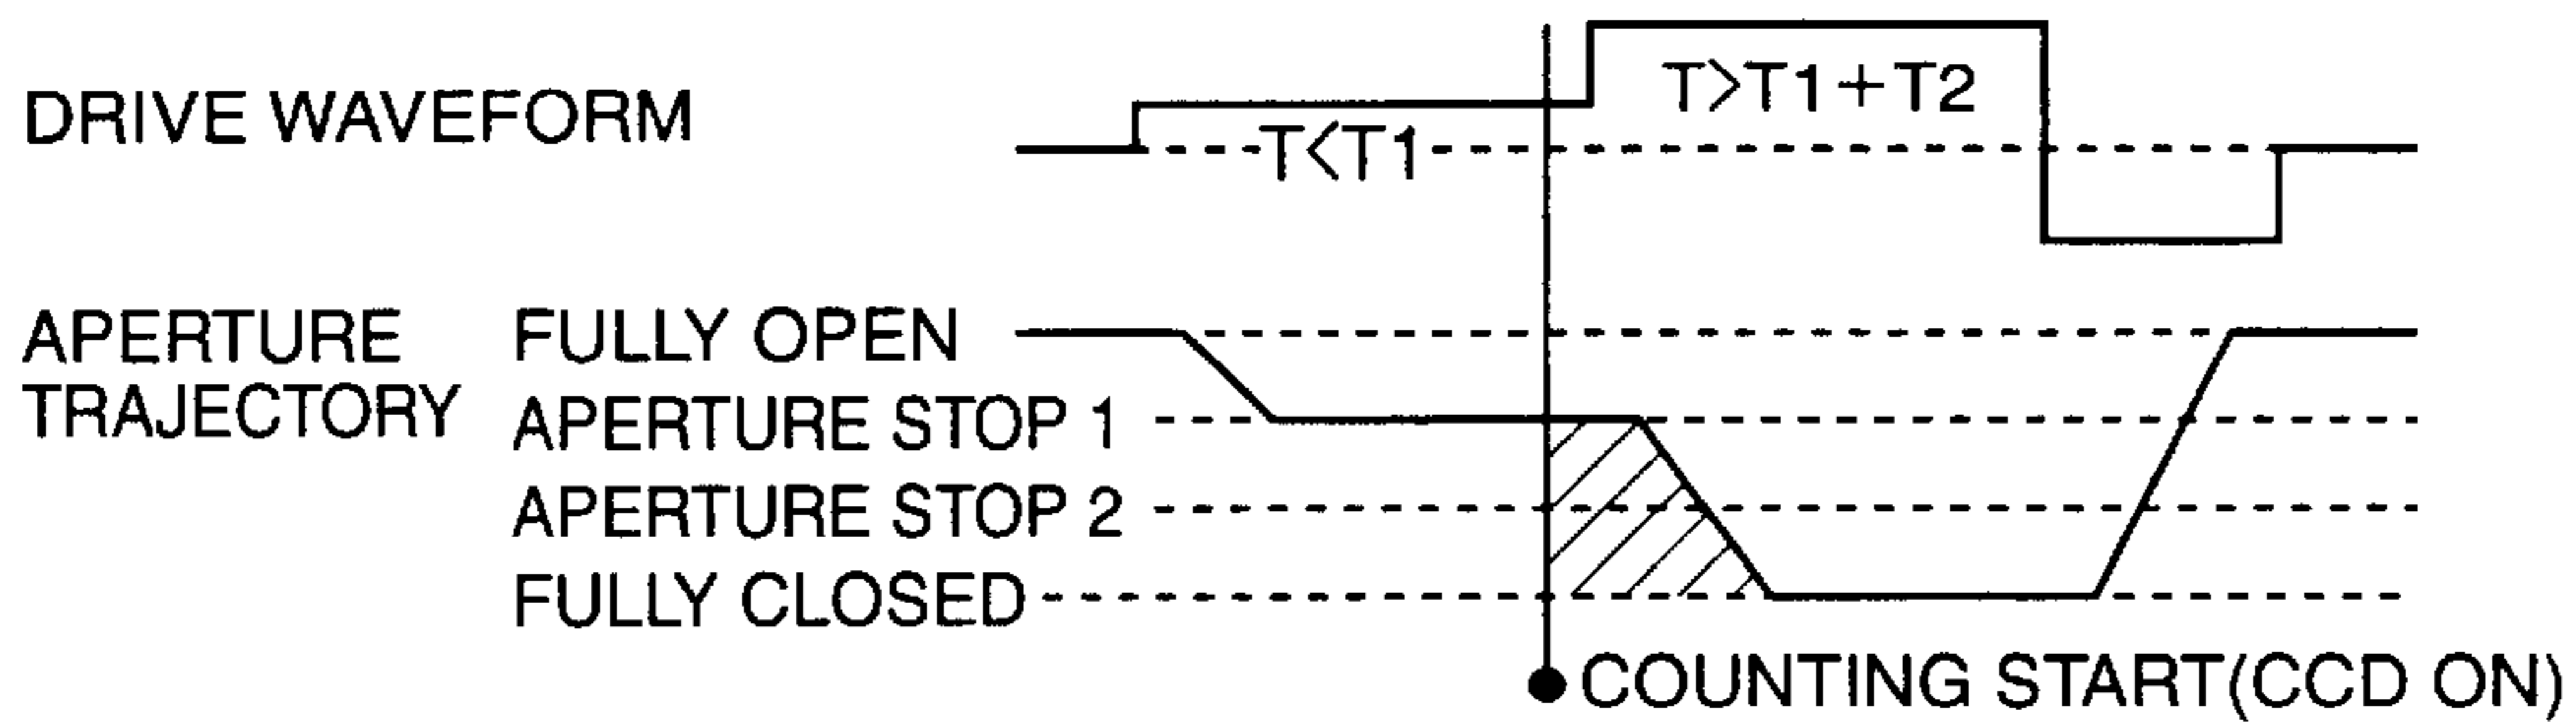 DRIVE WAVEFORM
T>T1+T2
T<T1
APERTURE TRAJECTORY
FULLY OPEN
APERTURE STOP 1
APERTURE STOP 2
FULLY CLOSED
COUNTING START(CCD ON)